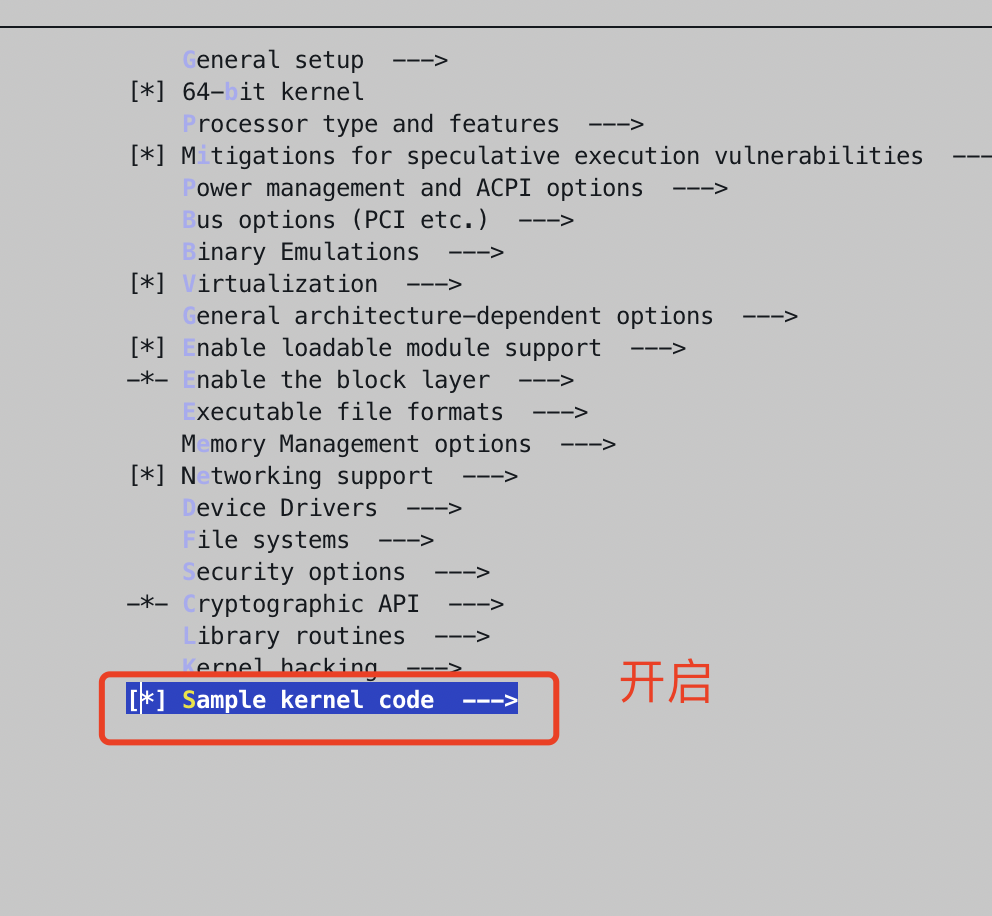 General setup  --->
[*] 64-bit kernel
Processor type and features  --->
[*] Mitigations for speculative execution vulnerabilities  ---
Power management and ACPI options  --->
Bus options (PCI etc.)  --->
Binary Emulations  --->
[*] Virtualization  --->
General architecture-dependent options  --->
[*] Enable loadable module support  --->
-*- Enable the block layer  --->
Executable file formats  --->
Memory Management options  --->
[*] Networking support  --->
Device Drivers  --->
File systems  --->
Security options  --->
-*- Cryptographic API  --->
Library routines  --->
Kernel hacking  --->
[*] Sample kernel code  --->
开启